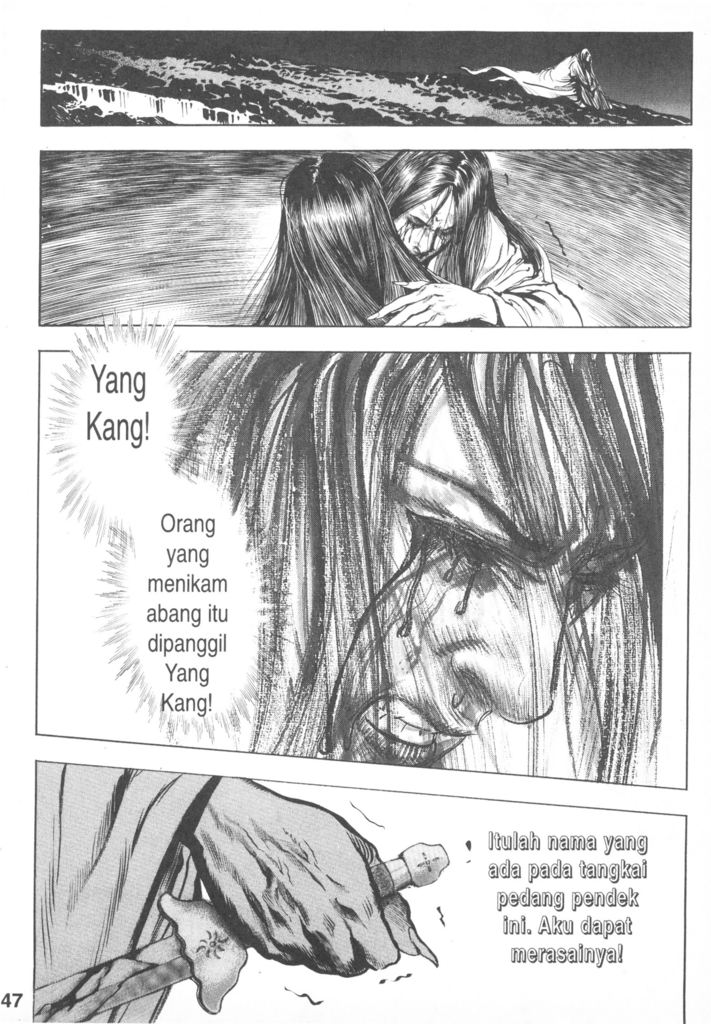 Yang
Kang!
Orang
yang
menikam
abang itu
dipanggil
Yang
Kang!
Itulah nama yang
ada pada tangkai
pedang pendek
ini. Aku dapat
merasainya!
47